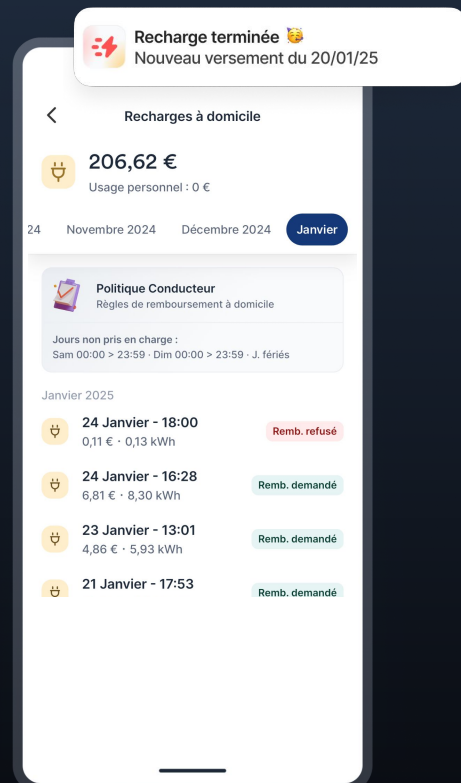 Recharge terminée 🥳
Nouveau versement du 20/01/25
Recharges à domicile
206,62 €
Usage personnel : 0 €
24 Novembre 2024 Décembre 2024 Janvier
Politique Conducteur
Règles de remboursement à domicile
Jours non pris en charge :
Sam 00:00 > 23:59 · Dim 00:00 > 23:59 · J. fériés
Janvier 2025
24 Janvier - 18:00
0,11 € · 0,13 kWh
Remb. refusé
24 Janvier - 16:28
6,81 € · 8,30 kWh
Remb. demandé
23 Janvier - 13:01
4,86 € · 5,93 kWh
Remb. demandé
21 Janvier - 17:53
Remb. demandé